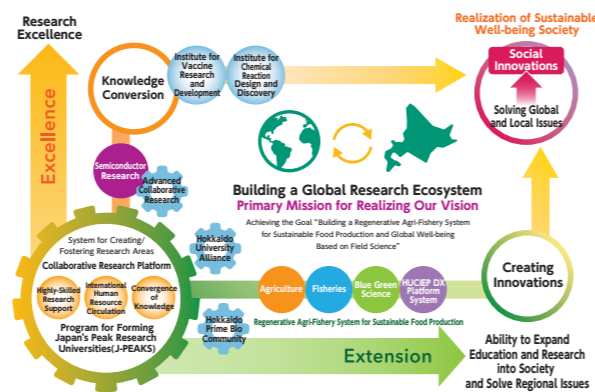 Research
Excellence
Excellence
Knowledge
Conversion
Institute for
Vaccine
Research
and
Development
Institute for
Chemical
Reaction
Design and
Discovery
Realization of Sustainable
Well-being Society
Social
Innovations
Solving Global
and Local Issues
Semiconductor
Research
Advanced
Collaborative
Research
Building a Global Research Ecosystem
Primary Mission for Realizing Our Vision
Achieving the Goal "Building a Regenerative Agri-Fishery System
for Sustainable Food Production and Global Well-being
Based on Field Science"
System for Creating/
Fostering Research Areas
Collaborative Research Platform
Highly-Skilled
Research
Support
International
Human
Resource
Circulation
Convergence
of
Knowledge
Program for Forming
Japan's Peak Research
Universities(J-PEAKS)
Hokkaido
University
Alliance
Hokkaido
Prime Bio
Community
Agriculture
Fisheries
Blue Green
Science
HUCIEP DX
Platform
System
Regenerative Agri-Fishery System for Sustainable Food Production
Creating
Innovations
Extension
Ability to Expand
Education and Research
into Society
and Solve Regional Issues